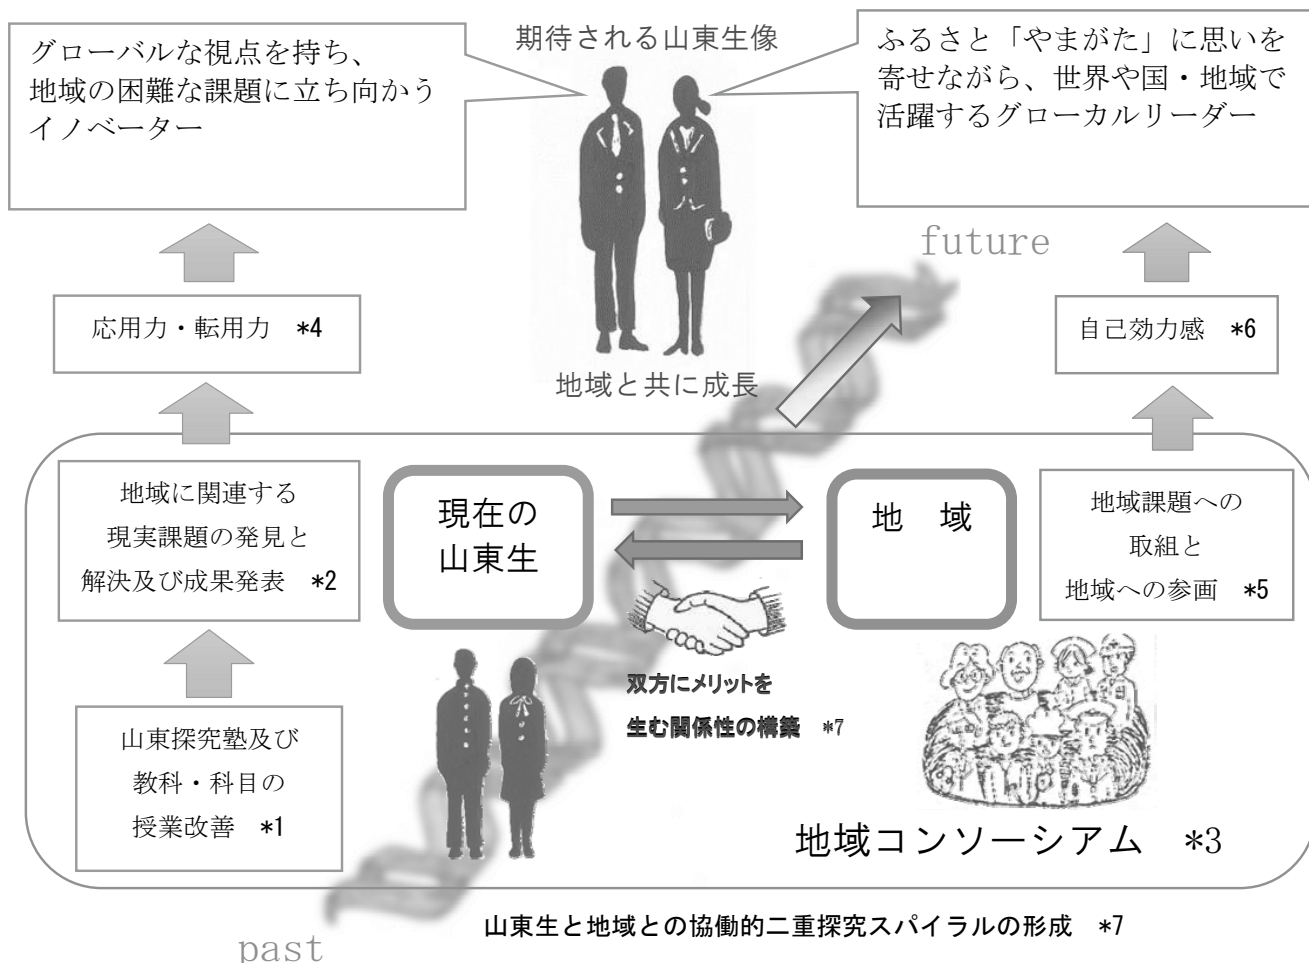 期待される山東生像
グローバルな視点を持ち、
地域の困難な課題に立ち向かう
イノベーター
ふるさと「やまがた」に思いを
寄せながら、世界や国・地域で
活躍するグローカルリーダー
future
応用力・転用力　*4
自己効力感　*6
地域と共に成長
地域に関連する
現実課題の発見と
解決及び成果発表　*2
現在の
山東生
地　域
地域課題への
取組と
地域への参画　*5
双方にメリットを
生む関係性の構築　*7
山東探究塾及び
教科・科目の
授業改善　*1
地域コンソーシアム　*3
山東生と地域との協働的二重探究スパイラルの形成　*7
past